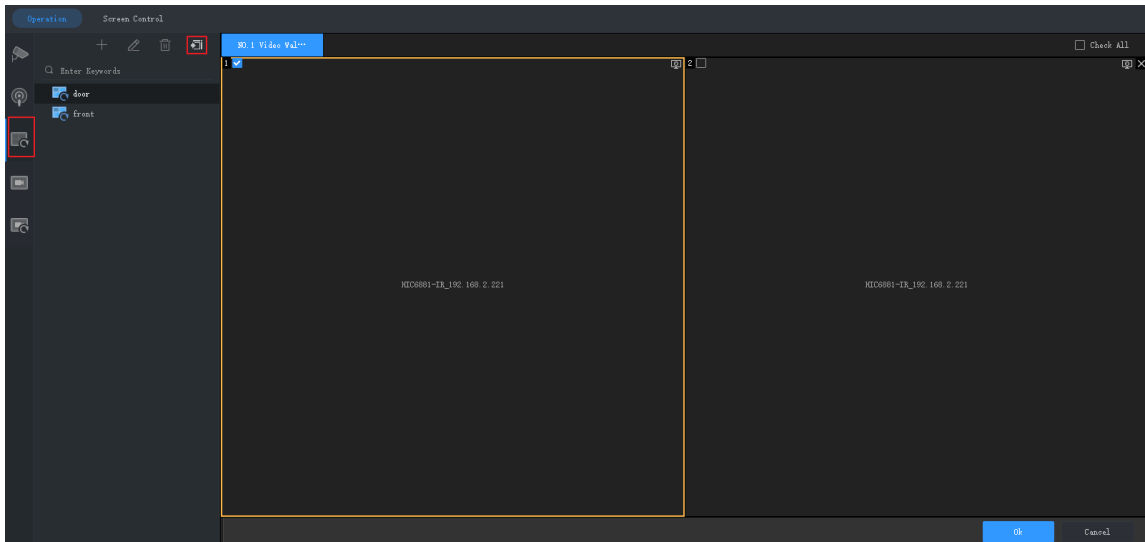 Operation Screen Control
NO.1 Video Wal…
Check All
Enter Keywords
door
front
1
2
HIC6881-IR_192.168.2.221
HIC6881-IR_192.168.2.221
Ok Cancel